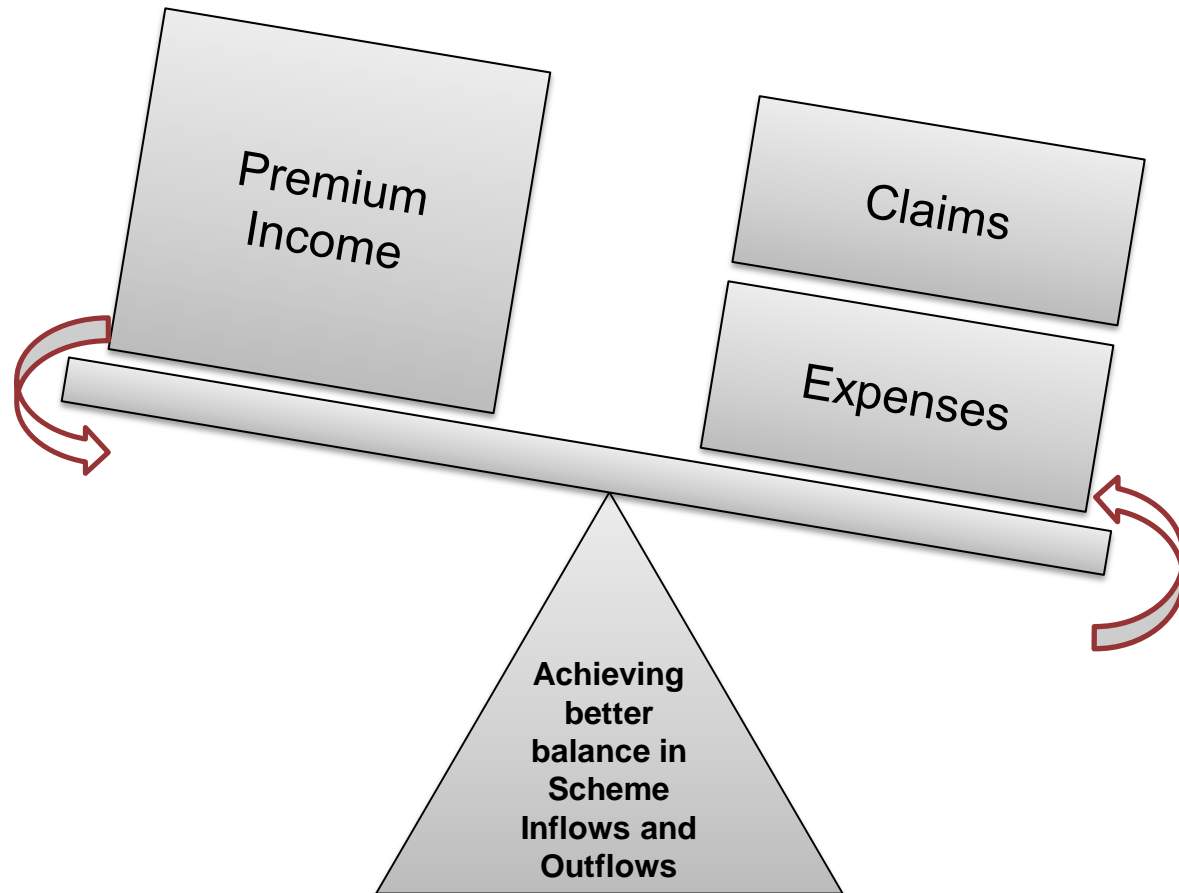 Premium
Income
Claims
Expenses
Achieving
better
balance in
Scheme
Inflows and
Outflows